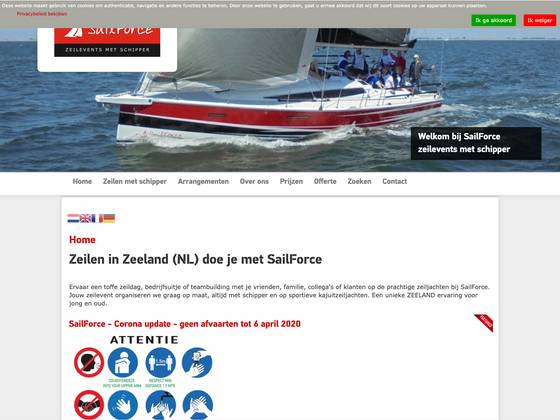 Deze website maakt gebruik van cookies om authenticatie, navigatie en andere functies te beheren. Door onze website te gebruiken, gaat u ermee akkoord dat wij dit soort cookies op uw apparaat kunnen plaatsen.
Privacybeleid bekijken
Ik ga accoord
Ik weiger
SailForce
ZEILEVENTS MET SCHIPPER
Welkom bij SailForce
zeilevents met schipper
Home Zeilen met schipper Arrangementen Over ons Prijzen Offerte Zoeken Contact
Home
Zeilen in Zeeland (NL) doe je met SailForce
Ervaar een toffe zeildag, bedrijfsuitje of teambuilding met je vrienden, familie, collega's of klanten op de prachtige zeiljachten bij SailForce.
Jouw zeilevent organiseren we graag op maat, altijd met schipper en op sportieve kajuitzeiljachten. Een unieke ZEELAND ervaring voor
jong en oud.
SailForce - Corona update - geen afvaarten tot 6 april 2020
ATTENTIE
1.5m
COUGH/SNEEZE
INTO YOUR UPPER ARM
RESPECT MIN.
DISTANCE 1,5 MTR